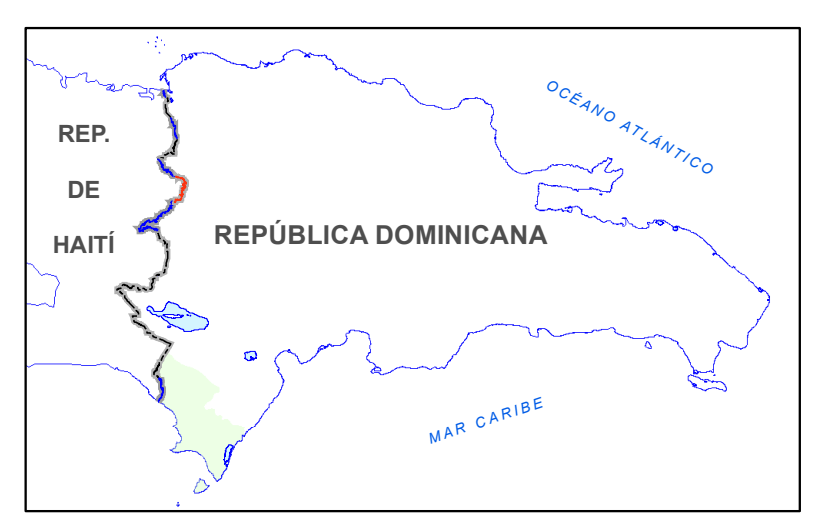 OCÉANO ATLÁNTICO
REP.
DE
HAITÍ
REPÚBLICA DOMINICANA
MAR CARIBE